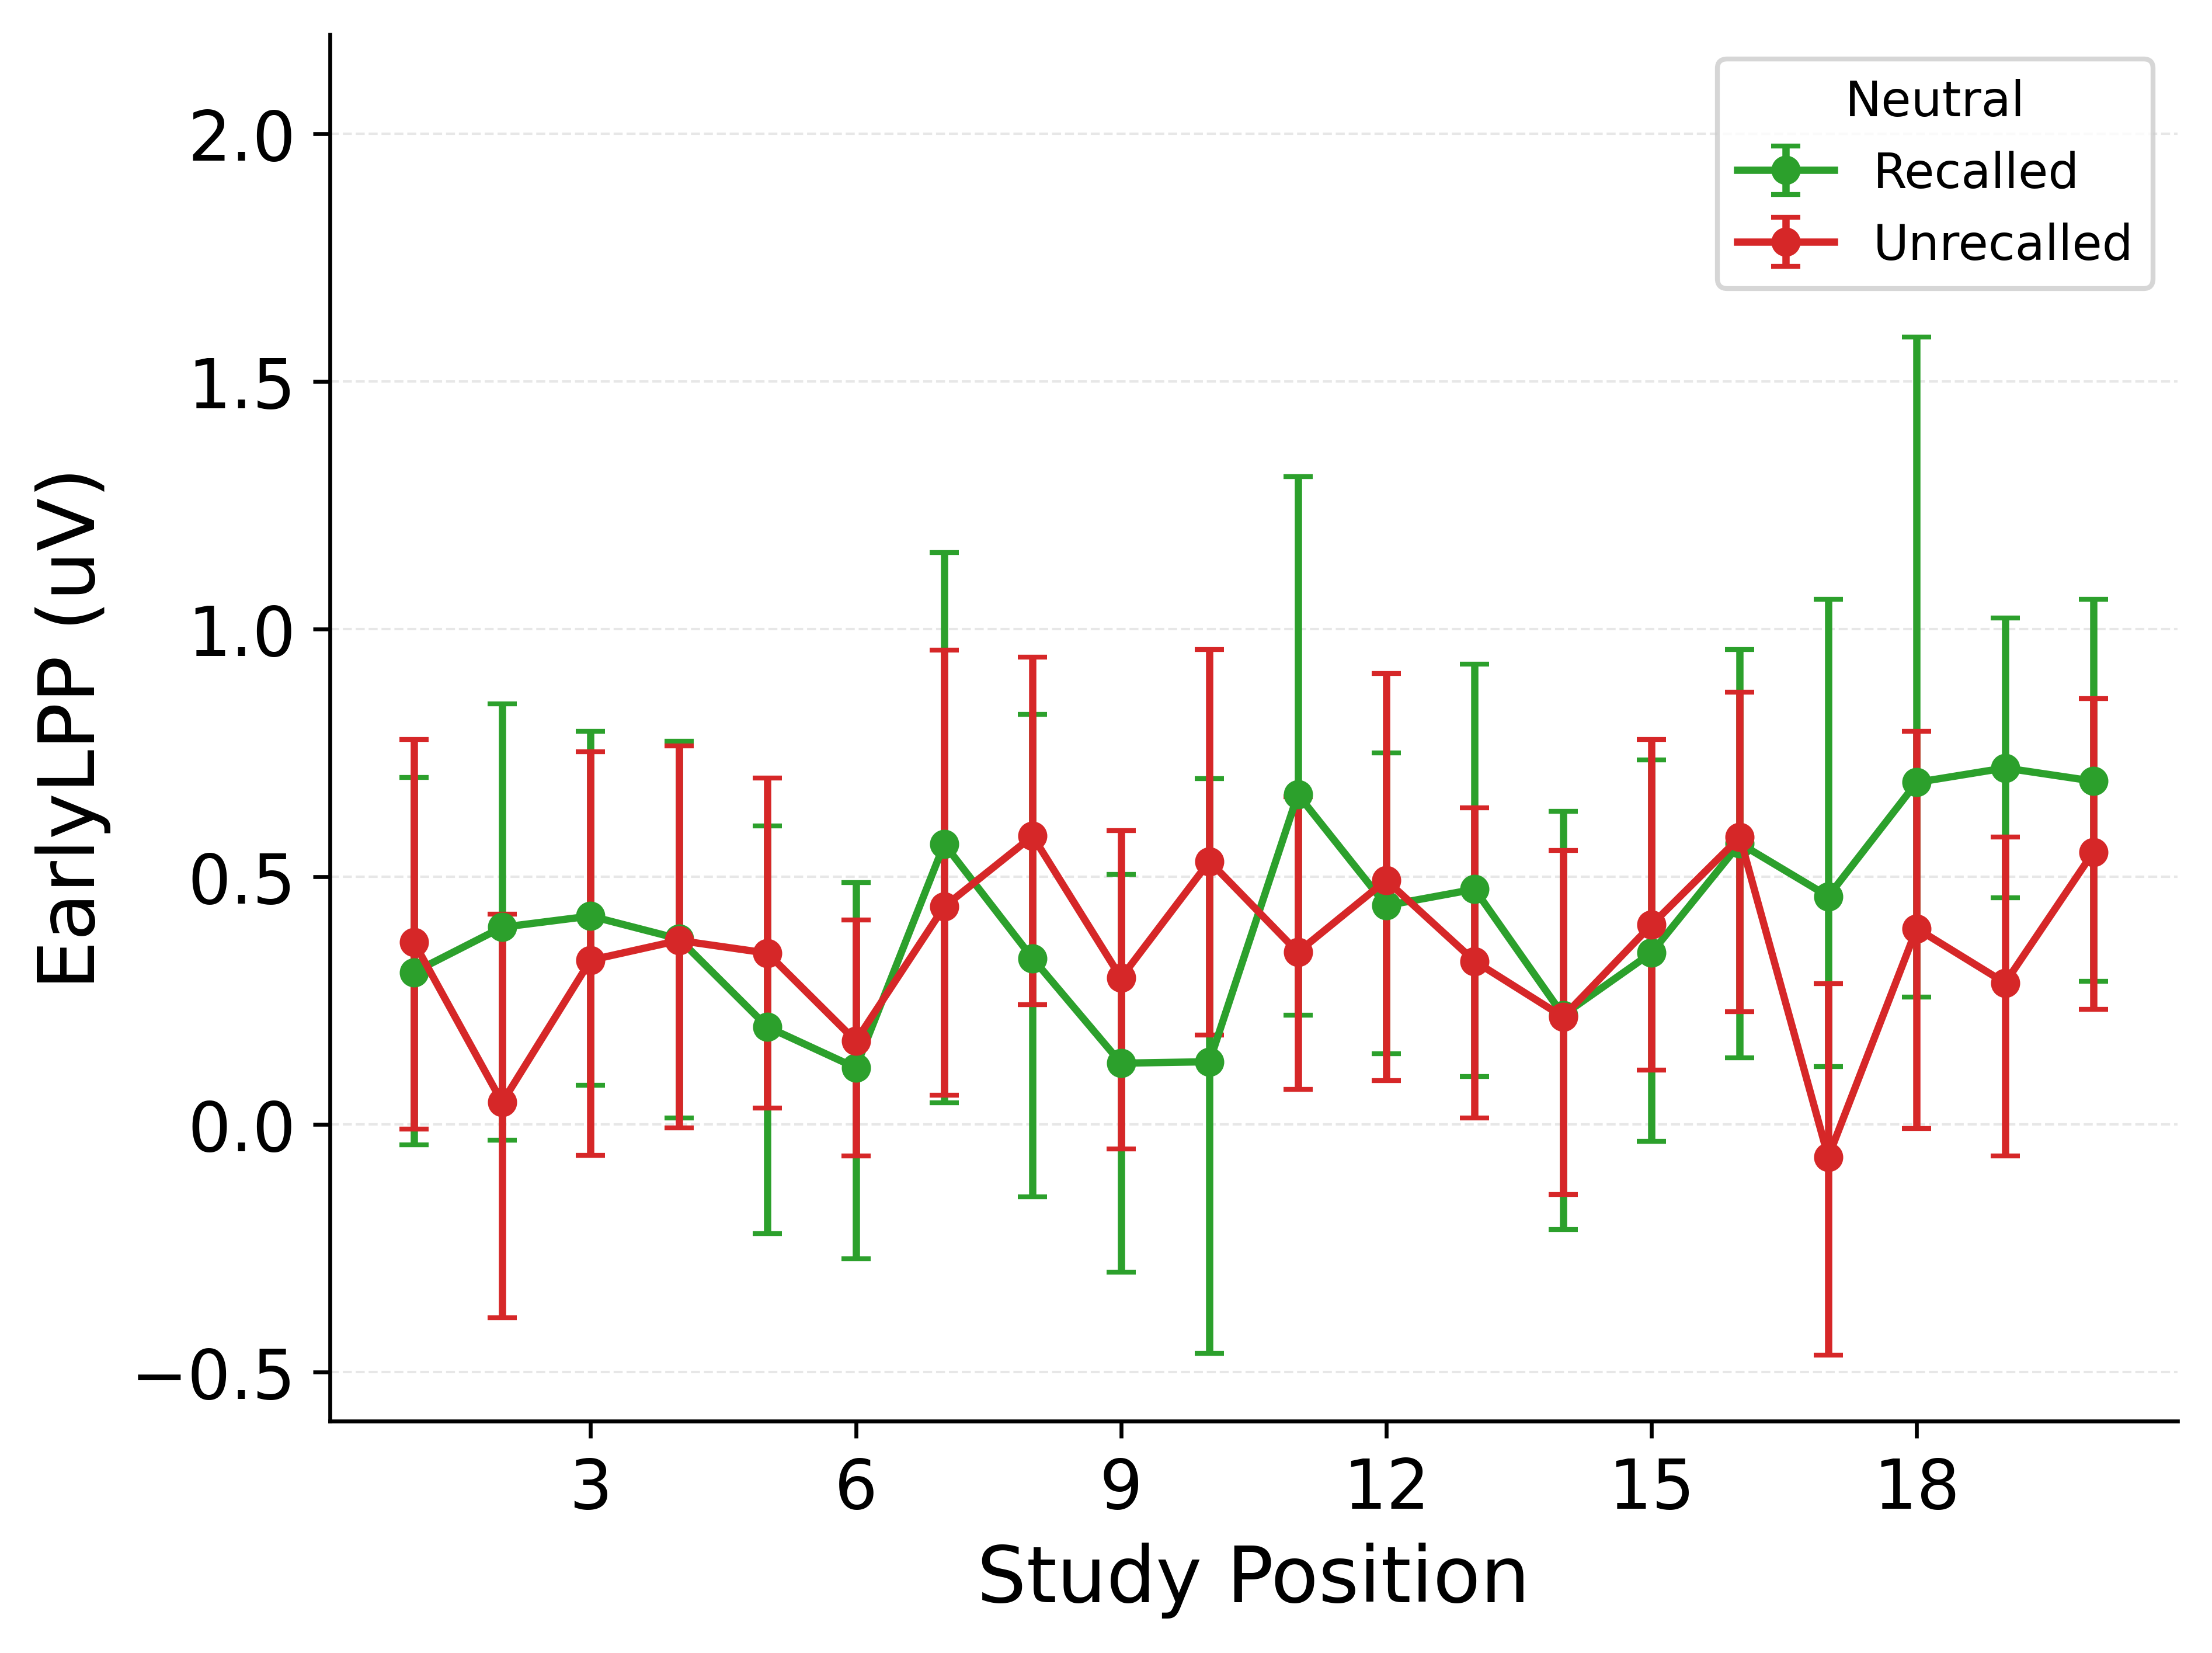 Neutral
Recalled
Unrecalled
2.0
1.5
1.0
0.5
0.0
−0.5
EarlyLPP (uV)
3 6 9 12 15 18
Study Position